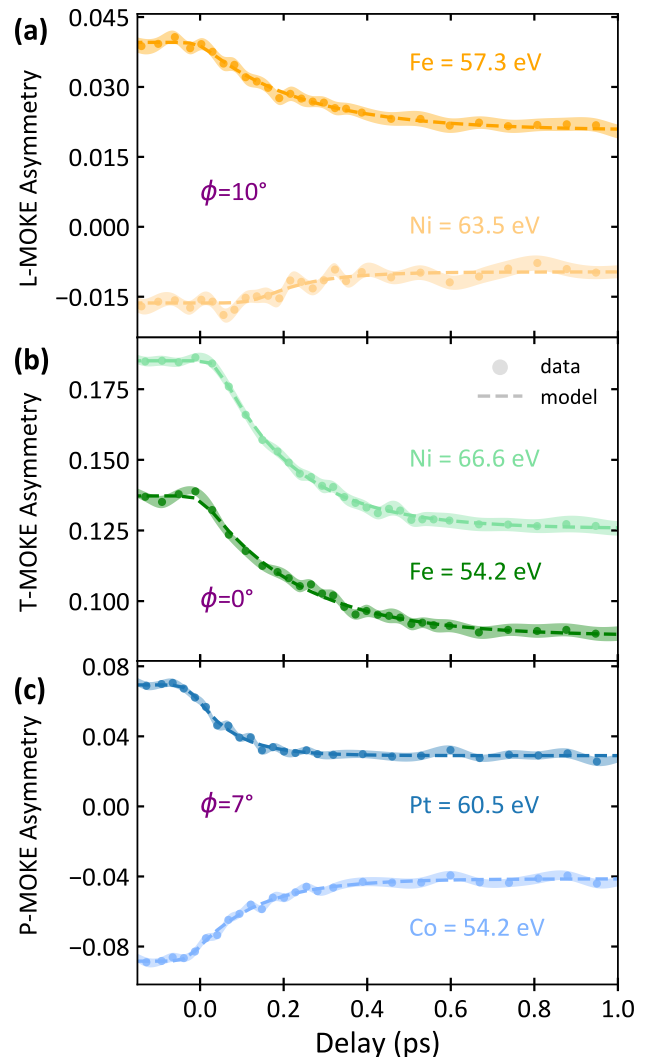 (a)
0.045
0.030
0.015
0.000
−0.015
L-MOKE Asymmetry
Fe = 57.3 eV
ϕ=10°
Ni = 63.5 eV
(b)
0.175
0.150
0.125
0.100
T-MOKE Asymmetry
data
model
Ni = 66.6 eV
Fe = 54.2 eV
ϕ=0°
(c)
0.08
0.04
0.00
−0.04
−0.08
P-MOKE Asymmetry
ϕ=7°
Pt = 60.5 eV
Co = 54.2 eV
0.0 0.2 0.4 0.6 0.8 1.0
Delay (ps)